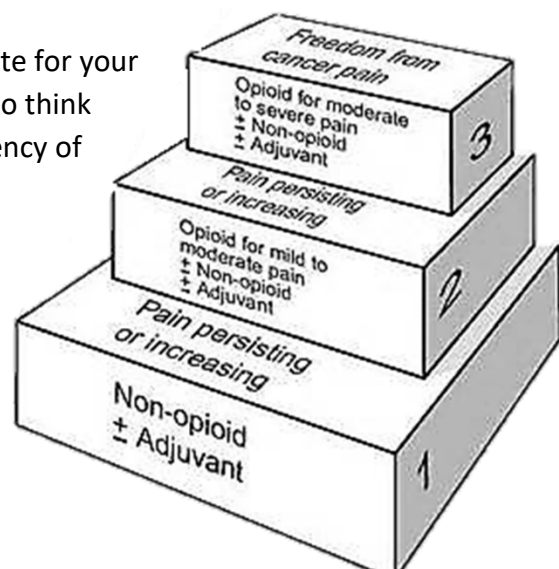 te for your
o think
ency of
Freedom from
cancer pain
Opioid for moderate
to severe pain
± Non-opioid
± Adjuvant
3
Pain persisting
or increasing
Opioid for mild to
moderate pain
± Non-opioid
± Adjuvant
2
Pain persisting
or increasing
Non-opioid
± Adjuvant
1